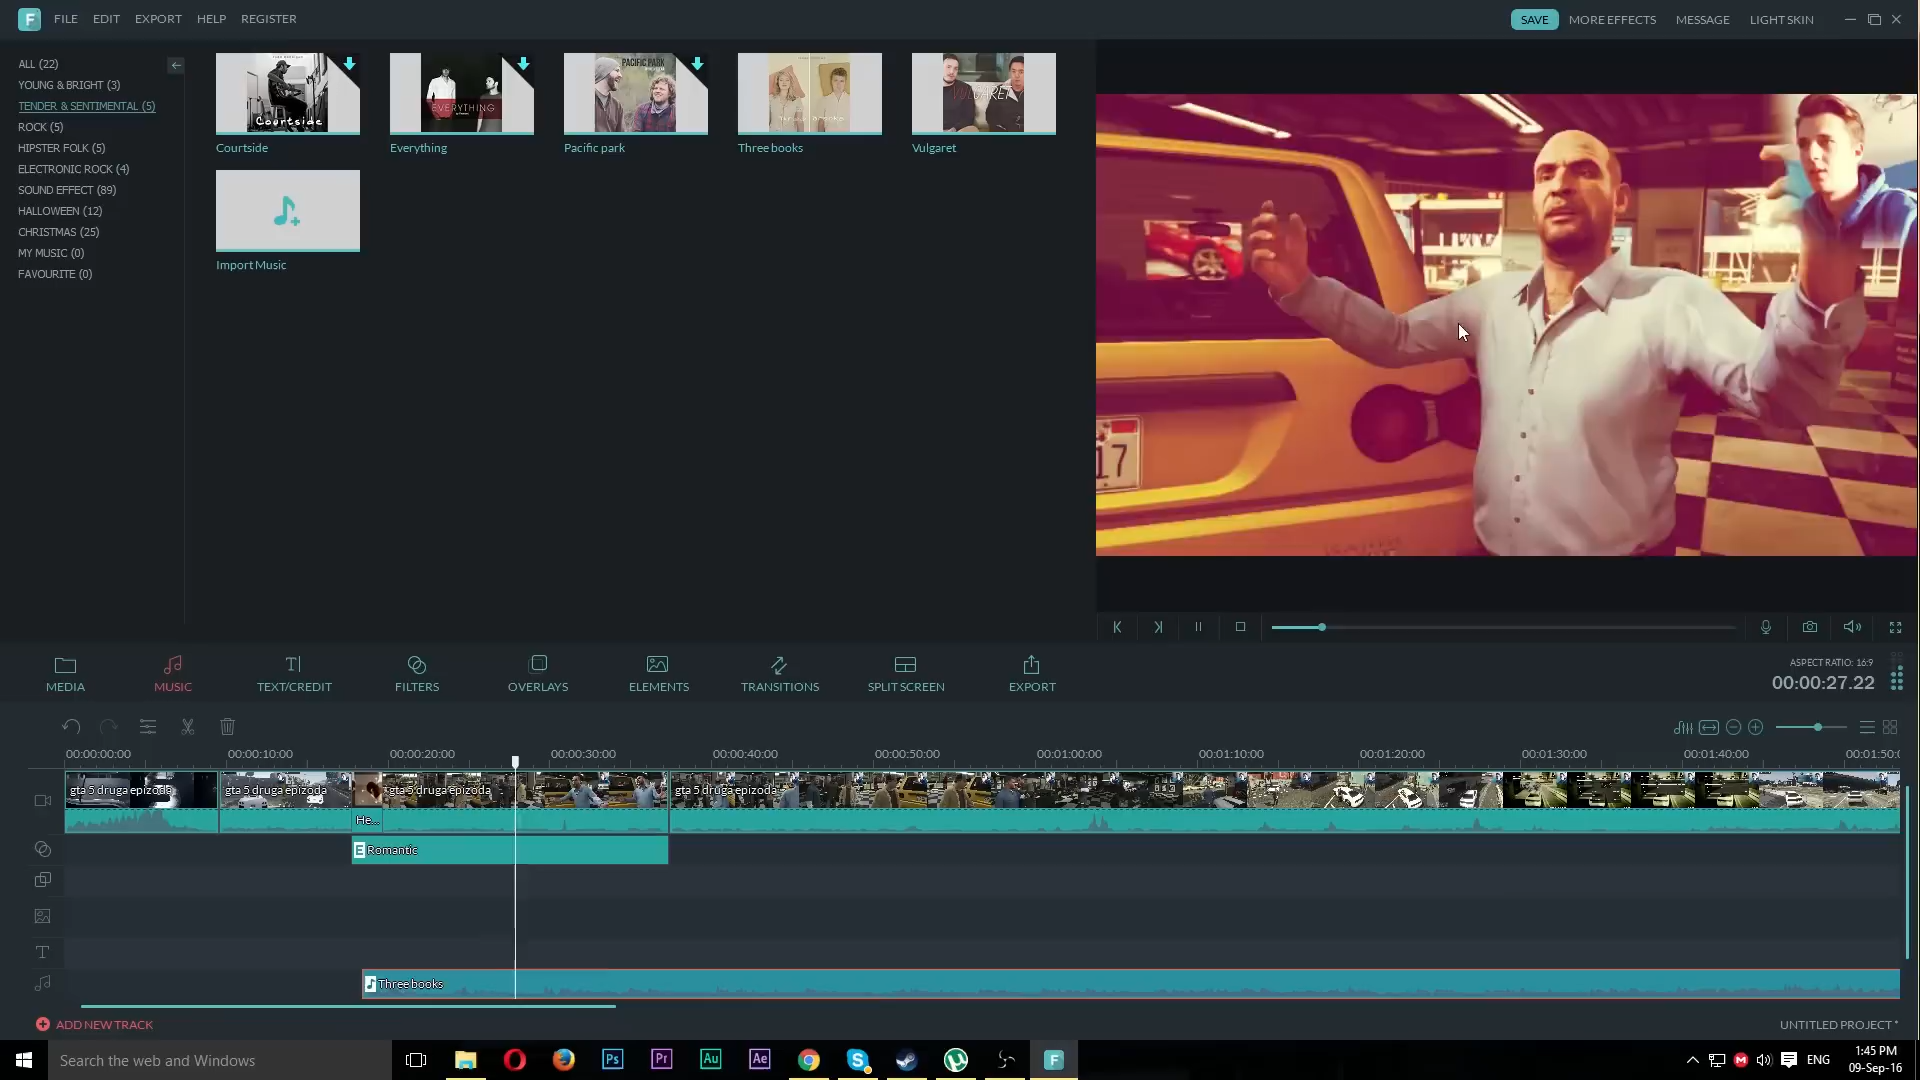 F FILE EDIT EXPORT HELP REGISTER
SAVE MORE EFFECTS MESSAGE LIGHT SKIN
ALL (22)
YOUNG & BRIGHT (3)
TENDER & SENTIMENTAL (5)
ROCK (5)
HIPSTER FOLK (5)
ELECTRONIC ROCK (4)
SOUND EFFECT (89)
HALLOWEEN (12)
CHRISTMAS (25)
MY MUSIC (0)
FAVOURITE (0)
Courtside
EVERYTHING
PACIFIC PARK
VULGARET
Courtside Everything Pacific park Three books Vulgaret
Import Music
17
MEDIA MUSIC TEXT/CREDIT FILTERS OVERLAYS ELEMENTS TRANSITIONS SPLIT SCREEN EXPORT
ASPECT RATIO: 16:9
00:00:27.22
00:00:00:00 00:00:10:00 00:00:20:00 00:00:30:00 00:00:40:00 00:00:50:00 00:01:00:00 00:01:10:00 00:01:20:00 00:01:30:00 00:01:40:00 00:01:50:0
gta 5 druga epizoda gta 5 druga epizoda gta 5 druga epizoda gta 5 druga epizoda
He...
E Romantic
Three books
ADD NEW TRACK
UNTITLED PROJECT *
Search the web and Windows
Ps Pr Au Ae F
ENG
1:45 PM
09-Sep-16